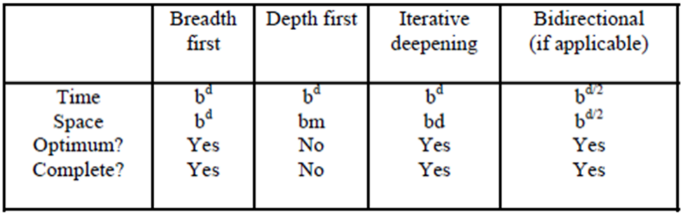 Breadth first Depth first Iterative deepening Bidirectional (if applicable)
Time b^d b^d b^d b^d/2
Space b^d bm bd b^d/2
Optimum? Yes No Yes Yes
Complete? Yes No Yes Yes